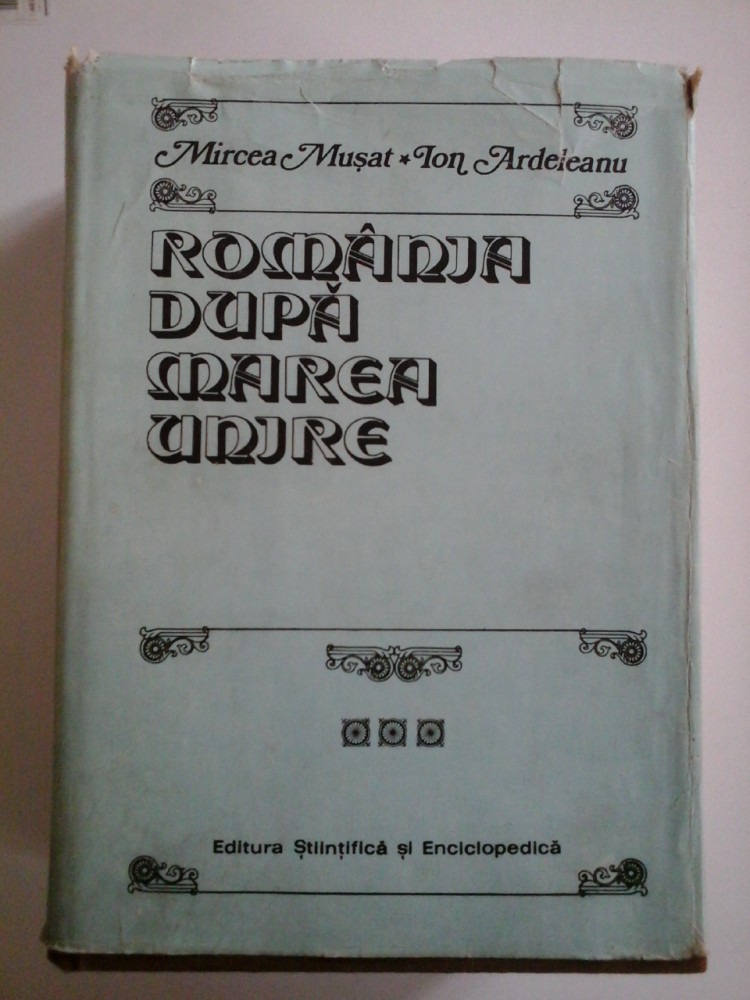 Mircea Mușat * Ion Ardeleanu
ROMÂNIA
DUPĂ
MAREA
UNIRE
Editura Științifică și Enciclopedică